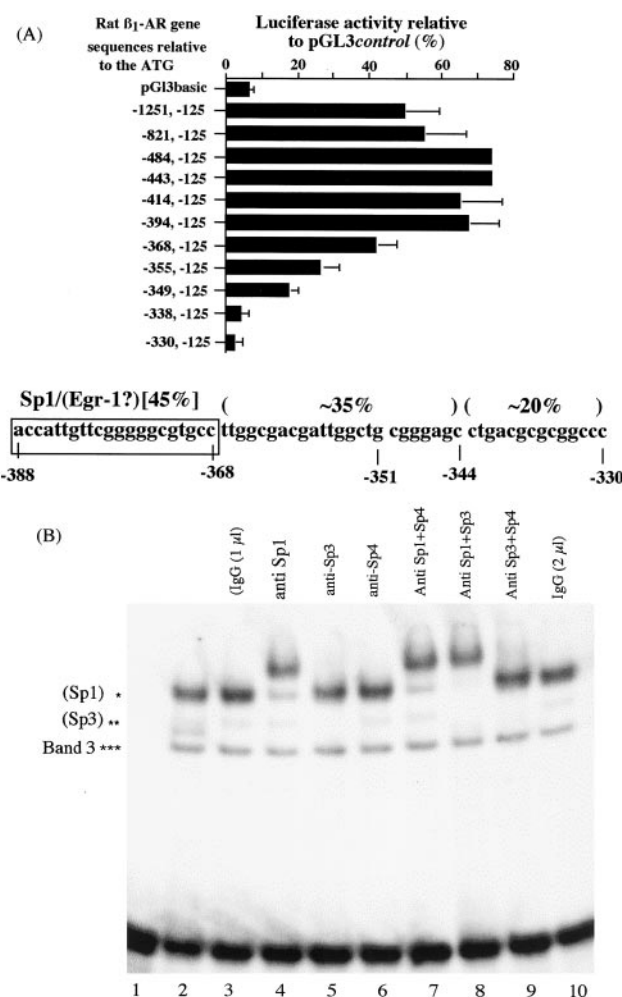 (A)
Rat ß1-AR gene
sequences relative
to the ATG
Luciferase activity relative
to pGL3control (%)
0 20 40 60 80
pGl3basic
-1251, -125
-821, -125
-484, -125
-443, -125
-414, -125
-394, -125
-368, -125
-355, -125
-349, -125
-338, -125
-330, -125
Sp1/(Egr-1?)[45%] ( ~35% ) ( ~20% )
accattgttcgggggcgtgcc ttggcgacgattggctg cgggagc ctgacgcgcggccc
-388 -368 -351 -344 -330
(B)
(IgG (1 µl)
anti Sp1
anti-Sp3
anti-Sp4
Anti Sp1+Sp4
Anti Sp1+Sp3
Anti Sp3+Sp4
IgG (2 µl)
(Sp1) *
(Sp3) **
Band 3 ***
1 2 3 4 5 6 7 8 9 10